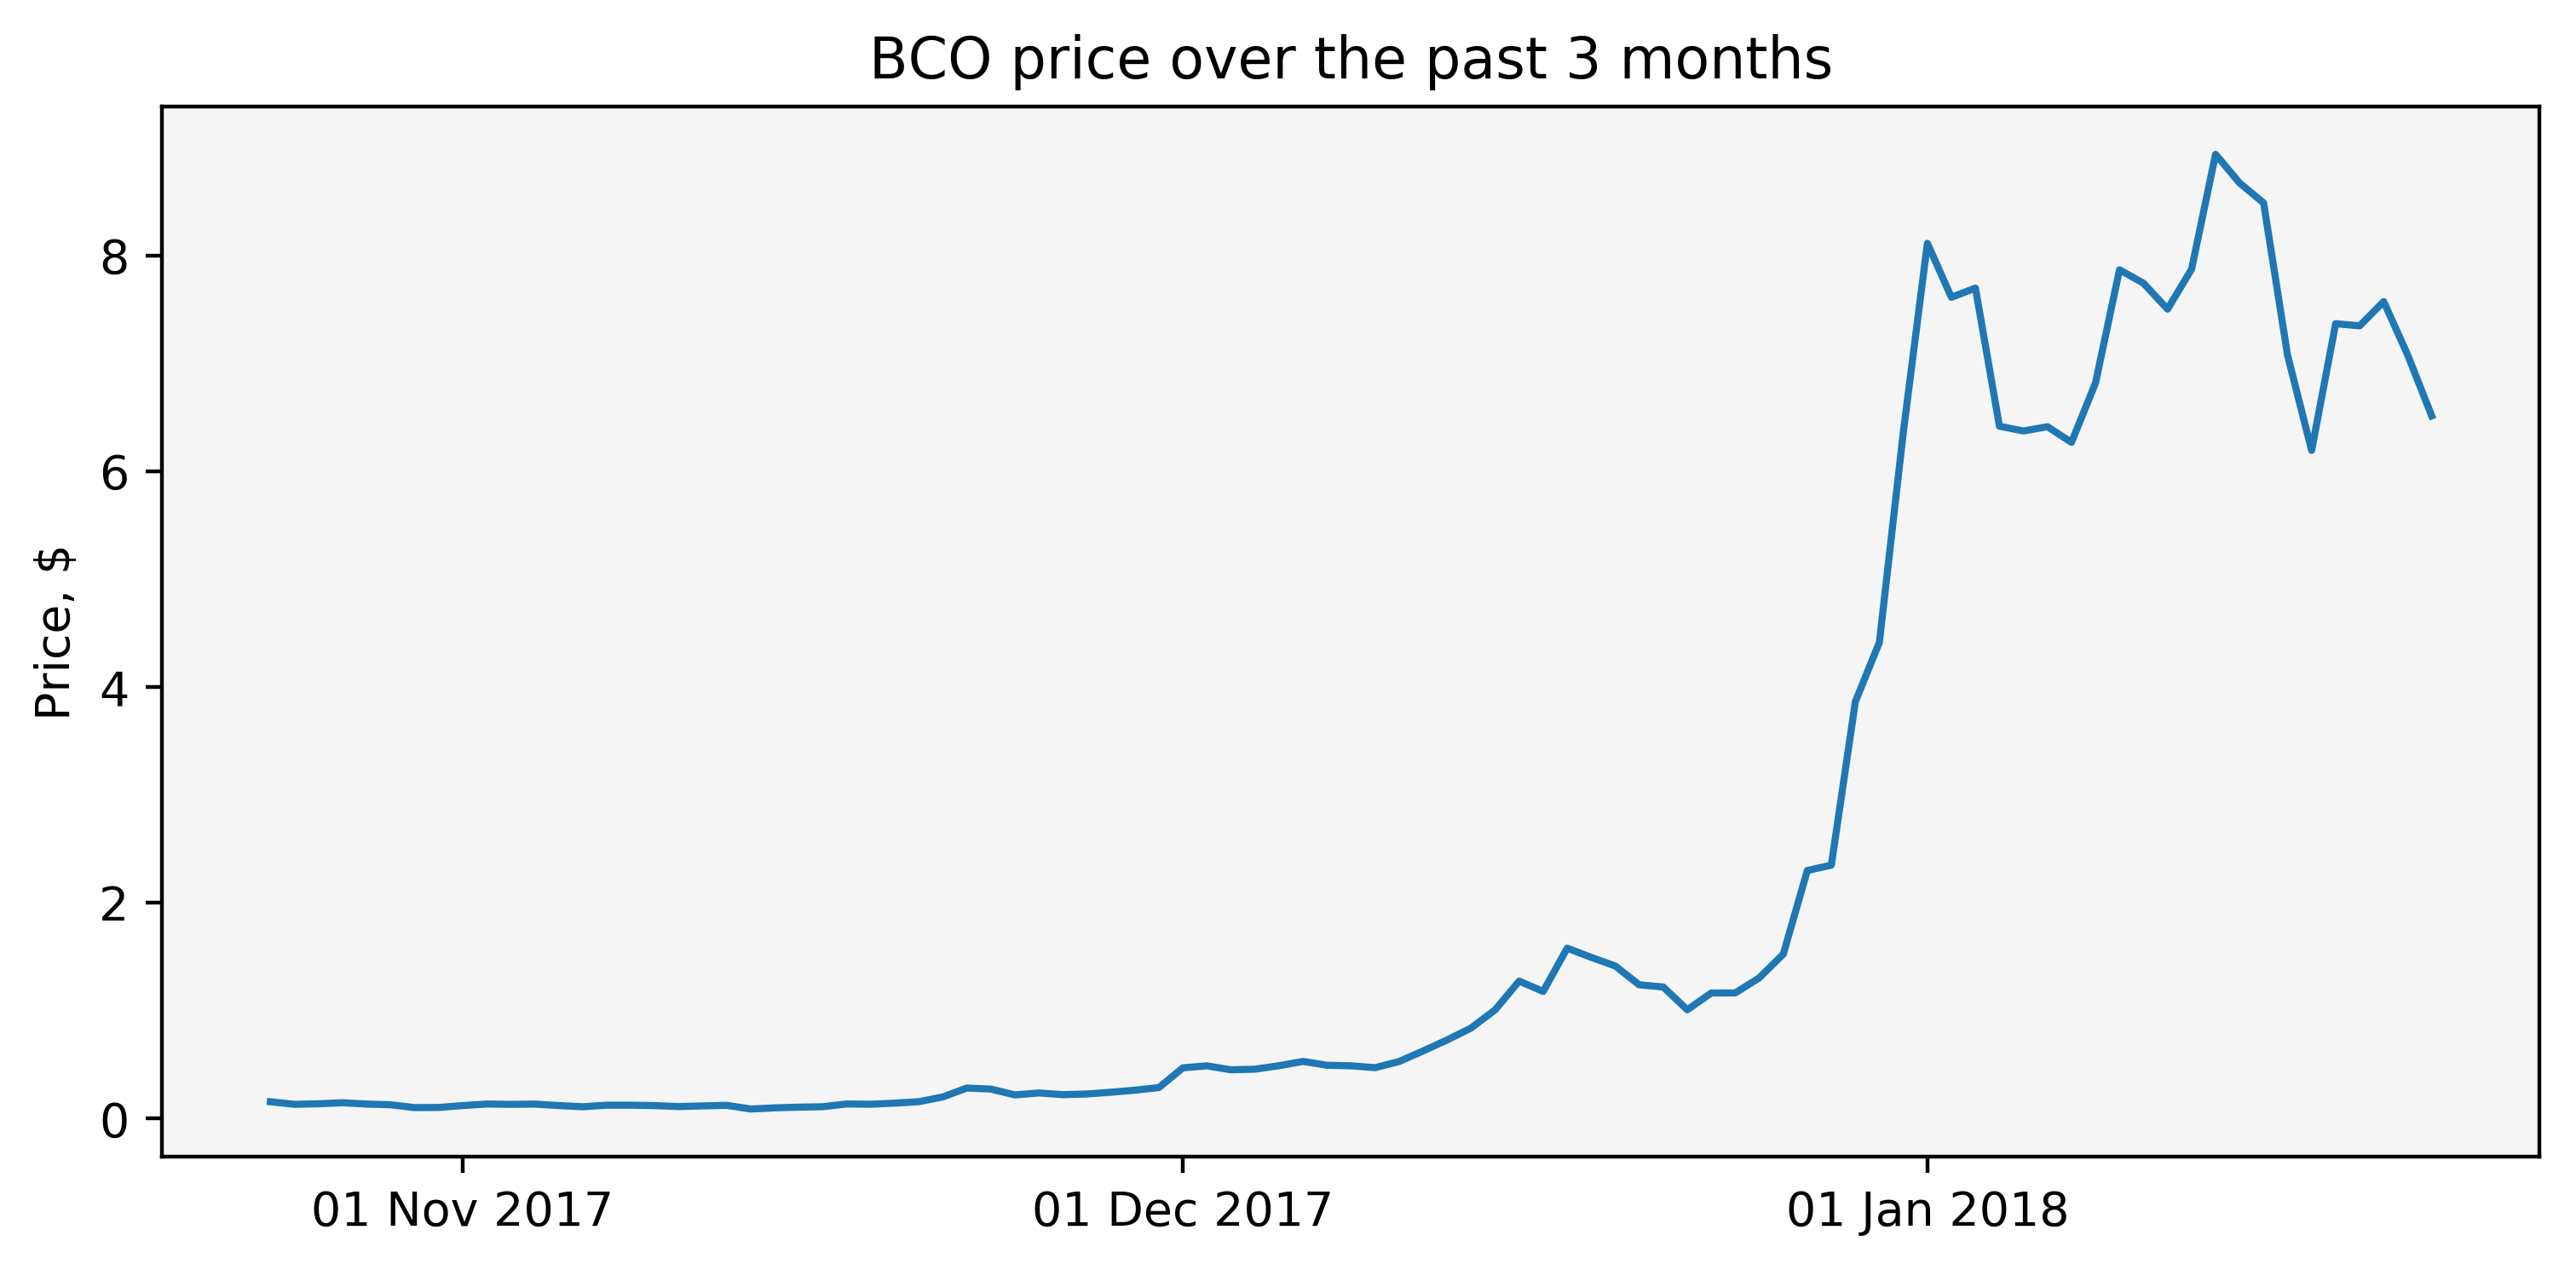 BCO price over the past 3 months
Price, $
8
6
4
2
0
01 Nov 2017
01 Dec 2017
01 Jan 2018